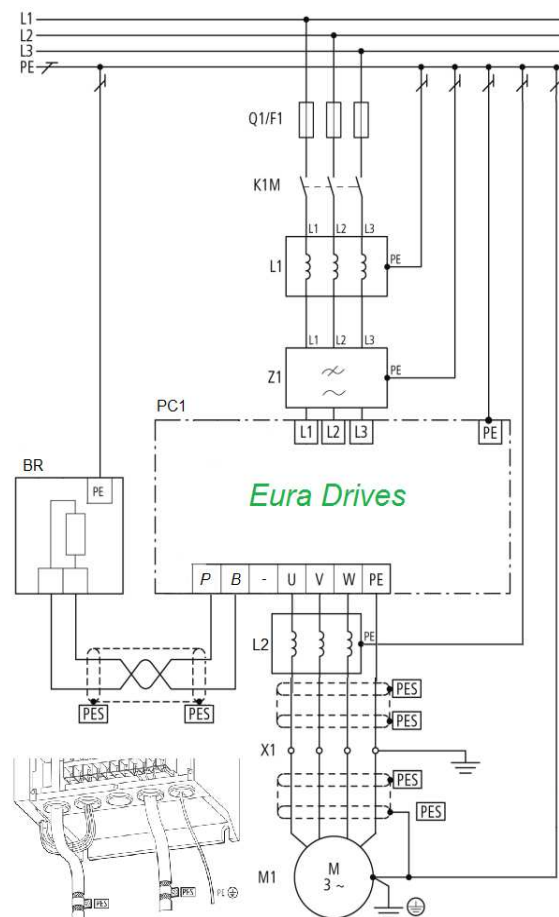 L1
L2
L3
PE
Q1/F1
K1M
L1 L2 L3
L1 PE
L1 L2 L3
Z1 PE
PC1
L1 L2 L3 PE
BR
PE
Eura Drives
P B - U V W PE
L2 PE
PES
PES PES
PES
X1
PES
PES
M1 M
3 ~
PES PES PE